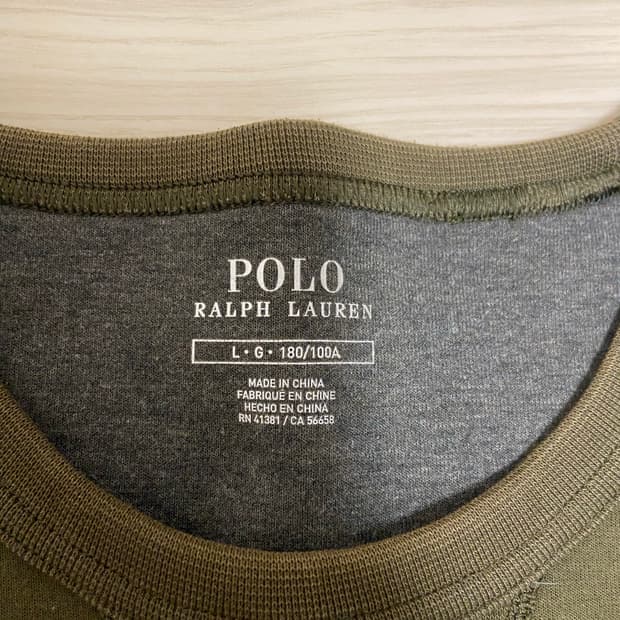 POLO
RALPH LAUREN
L • G • 180/100A
MADE IN CHINA
FABRIQUÉ EN CHINE
HECHO EN CHINA
RN 41381 / CA 56658